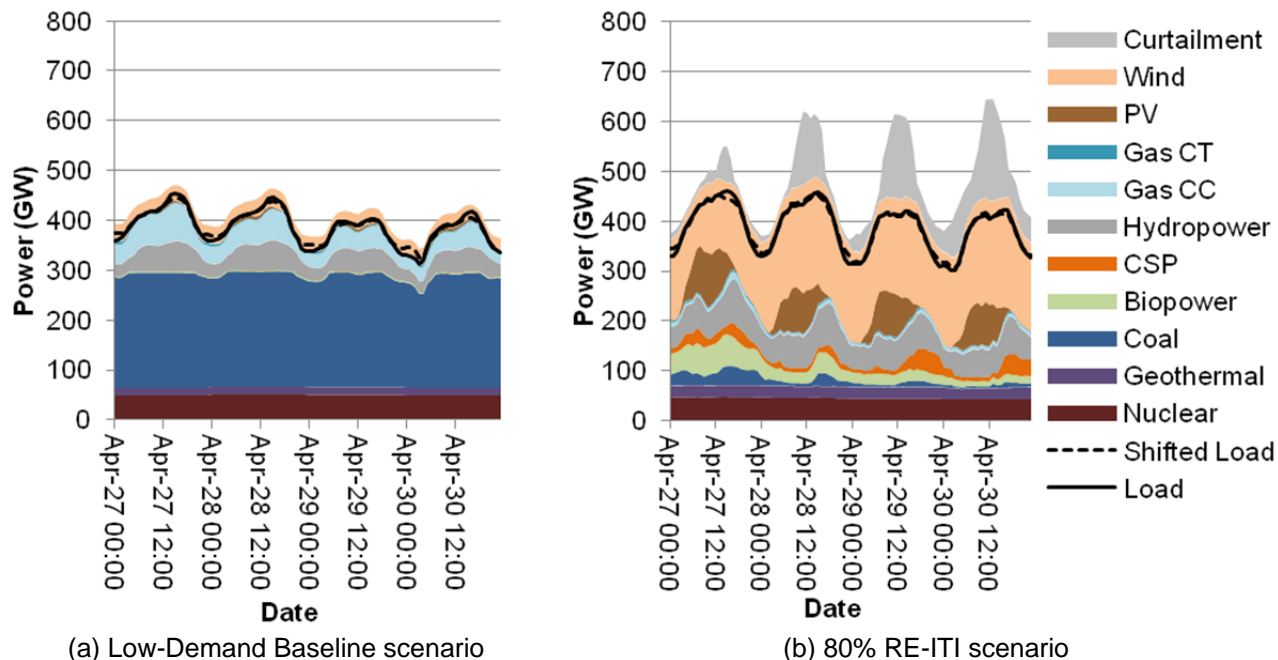 800
700
600
500
400
300
200
100
0
Power (GW)
Apr-27 00:00
Apr-27 12:00
Apr-28 00:00
Apr-28 12:00
Apr-29 00:00
Apr-29 12:00
Apr-30 00:00
Apr-30 12:00
Date
(a) Low-Demand Baseline scenario
800
700
600
500
400
300
200
100
0
Power (GW)
Apr-27 00:00
Apr-27 12:00
Apr-28 00:00
Apr-28 12:00
Apr-29 00:00
Apr-29 12:00
Apr-30 00:00
Apr-30 12:00
Date
(b) 80% RE-ITI scenario
Curtailment
Wind
PV
Gas CT
Gas CC
Hydropower
CSP
Biopower
Coal
Geothermal
Nuclear
Shifted Load
Load